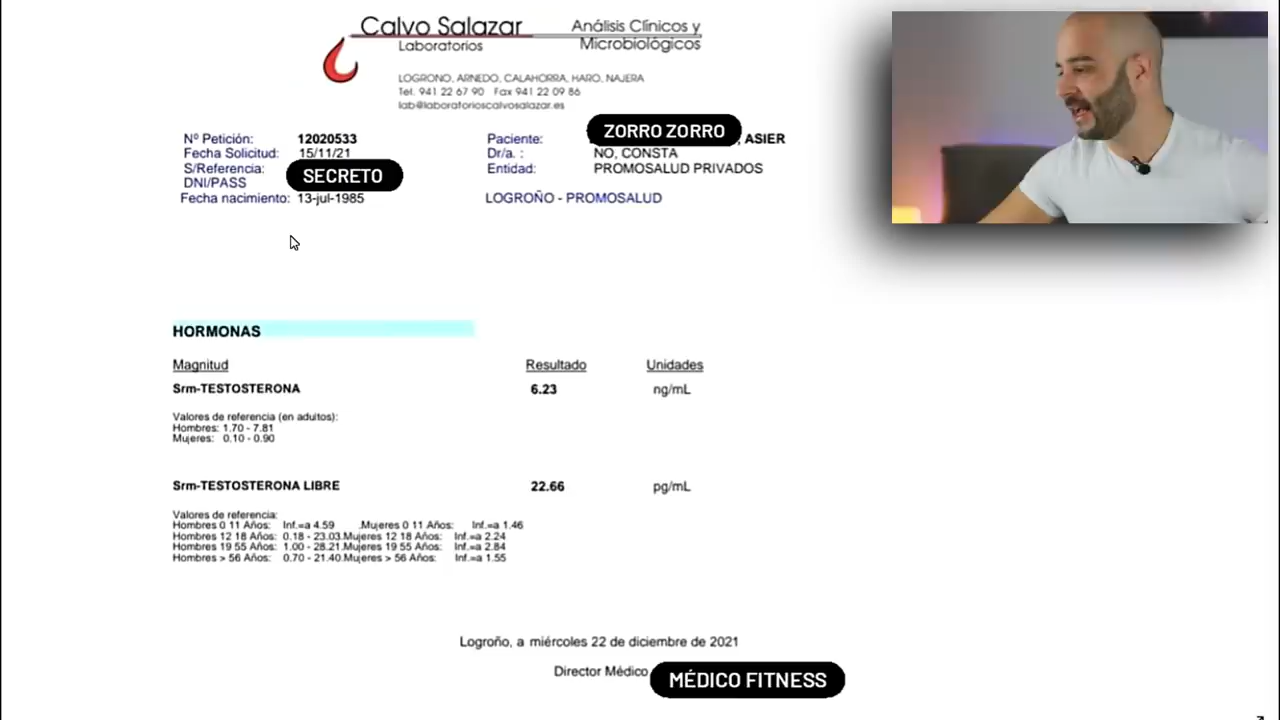 Calvo Salazar
Laboratorios
Análisis Clínicos y
Microbiológicos
LOGROÑO, ARNEDO, CALAHORRA, HARO, NAJERA
Tel. 941 22 67 90 Fax 941 22 09 86
lab@laboratorioscalvosalazar.es
Nº Petición: 12020533
Fecha Solicitud: 15/11/21
S/Referencia:
SECRETO
DNI/PASS
Fecha nacimiento: 13-jul-1985
Paciente: ZORRO ZORRO, ASIER
Dr/a. : NO, CONSTA
Entidad: PROMOSALUD PRIVADOS
LOGROÑO - PROMOSALUD
HORMONAS
Magnitud Resultado Unidades
Srm-TESTOSTERONA 6.23 ng/mL
Valores de referencia (en adultos):
Hombres: 1.70 - 7.81
Mujeres: 0.10 - 0.90
Srm-TESTOSTERONA LIBRE 22.66 pg/mL
Valores de referencia:
Hombres 0 11 Años: Inf.=a 4.59 .Mujeres 0 11 Años: Inf.=a 1.46
Hombres 12 18 Años: 0.18 - 23.03.Mujeres 12 18 Años: Inf.=a 2.24
Hombres 19 55 Años: 1.00 - 28.21.Mujeres 19 55 Años: Inf.=a 2.84
Hombres > 56 Años: 0.70 - 21.40.Mujeres > 56 Años: Inf.=a 1.55
Logroño, a miércoles 22 de diciembre de 2021
Director Médico MÉDICO FITNESS